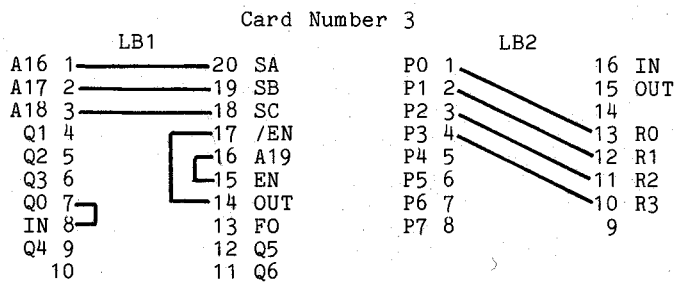 Card Number 3
LB1 LB2
A16 1 20 SA P0 1 16 IN
A17 2 19 SB P1 2 15 OUT
A18 3 18 SC P2 3 14
Q1 4 17 /EN P3 4 13 R0
Q2 5 16 A19 P4 5 12 R1
Q3 6 15 EN P5 6 11 R2
Q0 7 14 OUT P6 7 10 R3
IN 8 13 FO P7 8 9
Q4 9 12 Q5
10 11 Q6